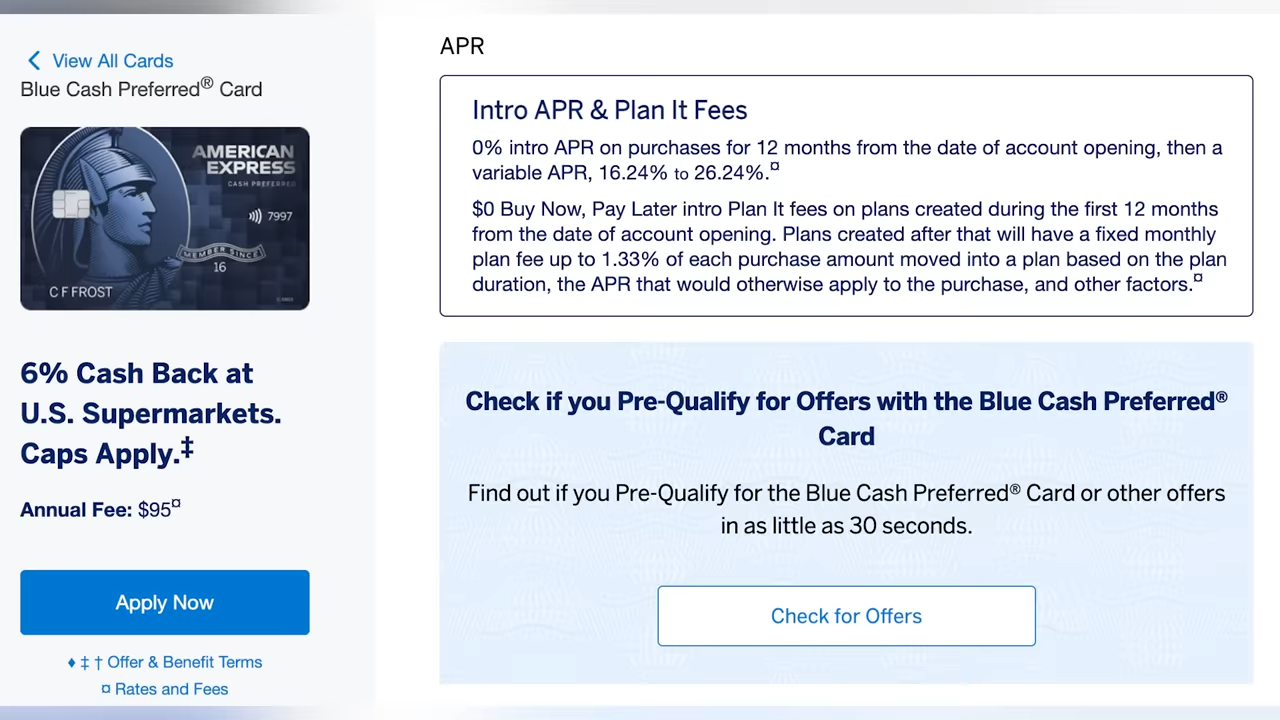 View All Cards
Blue Cash Preferred® Card
AMERICAN
EXPRESS
CASH PREFERRED
7997
MEMBER SINCE
16
C F FROST
6% Cash Back at
U.S. Supermarkets.
Caps Apply.‡
Annual Fee: $95¤
Apply Now
♦ ‡ † Offer & Benefit Terms
¤ Rates and Fees
APR
Intro APR & Plan It Fees
0% intro APR on purchases for 12 months from the date of account opening, then a
variable APR, 16.24% to 26.24%.¤
$0 Buy Now, Pay Later intro Plan It fees on plans created during the first 12 months
from the date of account opening. Plans created after that will have a fixed monthly
plan fee up to 1.33% of each purchase amount moved into a plan based on the plan
duration, the APR that would otherwise apply to the purchase, and other factors.¤
Check if you Pre-Qualify for Offers with the Blue Cash Preferred®
Card
Find out if you Pre-Qualify for the Blue Cash Preferred® Card or other offers
in as little as 30 seconds.
Check for Offers